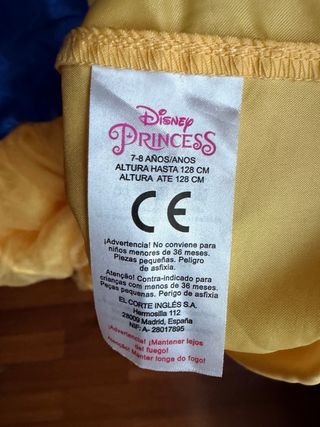 Disney
PRINCESS
7-8 AÑOS/ANOS
ALTURA HASTA 128 CM
ALTURA ATE 128 CM
CE
¡Advertencia! No conviene para
niños menores de 36 meses.
Piezas pequeñas. Peligro
de asfixia.
Atenção! Contra-indicado para
crianças com menos de 36 meses.
Peças pequenas. Perigo de asfixia
EL CORTE INGLÉS S.A.
Hermosilla 112
28009 Madrid, España
NIF: A- 28017895
¡Advertencia! ¡Mantener lejos
del fuego!
Atenção! Manter longe do fogo!